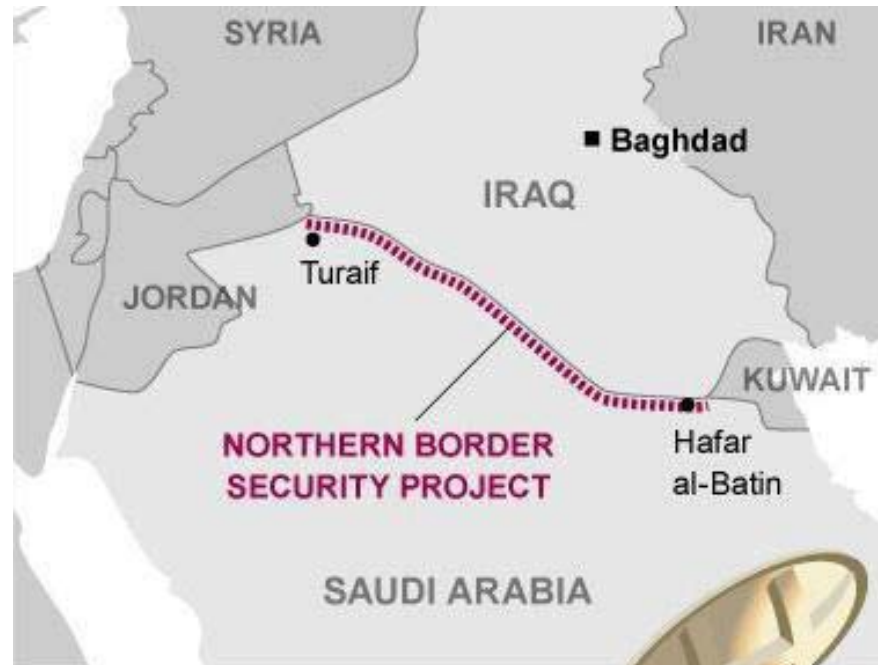 SYRIA
IRAN
Baghdad
IRAQ
Turaif
JORDAN
KUWAIT
NORTHERN BORDER
SECURITY PROJECT
Hafar
al-Batin
SAUDI ARABIA